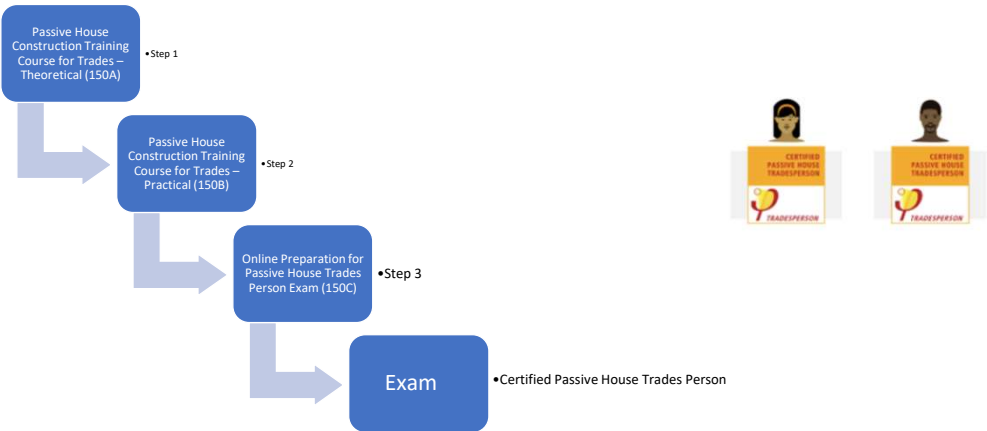 Passive House
Construction Training
Course for Trades –
Theoretical (150A)
•Step 1
Passive House
Construction Training
Course for Trades –
Practical (150B)
•Step 2
Online Preparation for
Passive House Trades
Person Exam (150C)
•Step 3
Exam
•Certified Passive House Trades Person
CERTIFIED
PASSIVE HOUSE
TRADESPERSON
TRADESPERSON
CERTIFIED
PASSIVE HOUSE
TRADESPERSON
TRADESPERSON